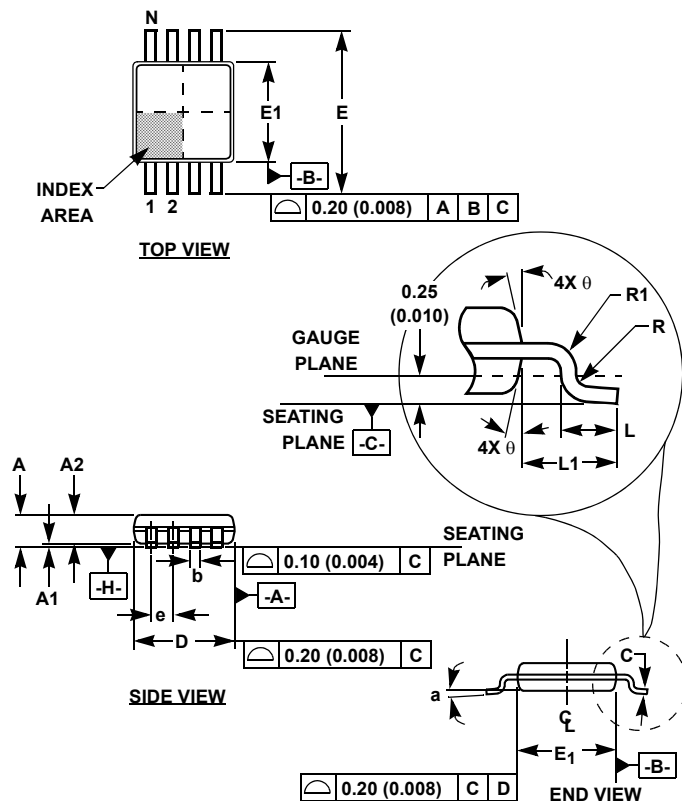 N
E1
E
-B-
INDEX
AREA
1 2
⌓ 0.20 (0.008) A B C
TOP VIEW
0.25
(0.010)
4X θ
R1
R
GAUGE
PLANE
SEATING
PLANE
-C-
4X θ
L
L1
A A2
SEATING
PLANE
⌓ 0.10 (0.004) C
-H-
b
A1
-A-
e
D
⌓ 0.20 (0.008) C
SIDE VIEW
C
a
CL
E1
-B-
⌓ 0.20 (0.008) C D
END VIEW